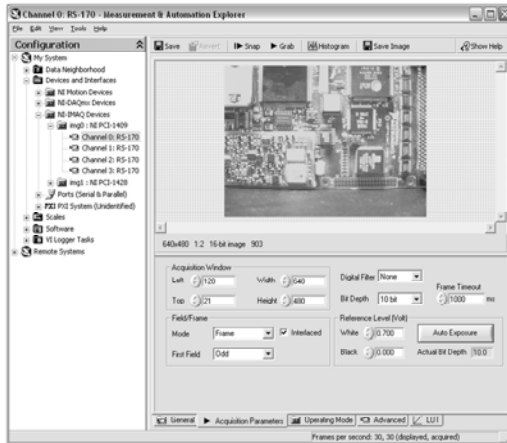 Channel 0: RS-170 - Measurement & Automation Explorer
File Edit View Tools Help
Configuration
Save Revert Snap Grab Histogram Save Image Show Help
My System
Data Neighborhood
Devices and Interfaces
NI Motion Devices
NI-DAQmx Devices
NI-IMAQ Devices
img0 : NI PCI-1409
Channel 0: RS-170
Channel 1: RS-170
Channel 2: RS-170
Channel 3: RS-170
img1 : NI PCI-1428
Ports (Serial & Parallel)
PXI PXI System (Unidentified)
Scales
Software
VI Logger Tasks
Remote Systems
640x480 1:2 16-bit image 903
Acquisition Window
Left 120 Width 640
Top 21 Height 480
Digital Filter None
Bit Depth 10 bit
Frame Timeout
1000 ms
Field/Frame
Mode Frame Interlaced
First Field Odd
Reference Level (Volt)
White 0.700 Auto Exposure
Black 0.000 Actual Bit Depth 10.0
General Acquisition Parameters Operating Mode Advanced LUT
Frames per second: 30, 30 (displayed, acquired)